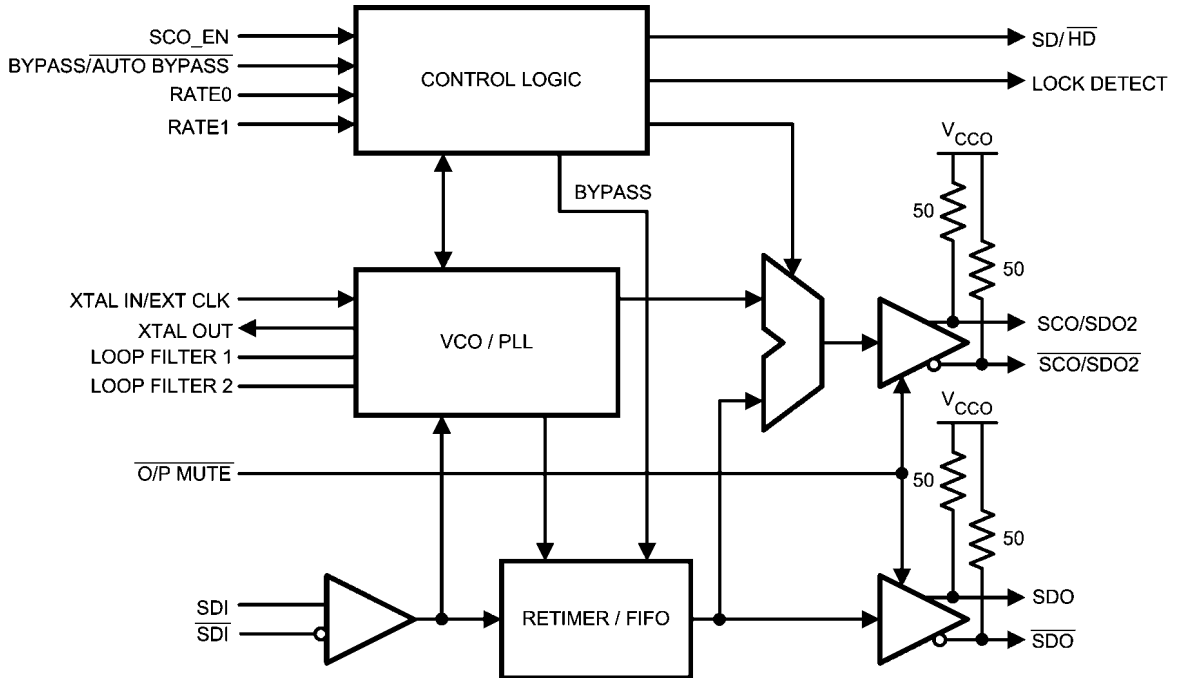 SCO_EN
BYPASS/AUTO BYPASS
RATE0
RATE1
CONTROL LOGIC
SD/HD
LOCK DETECT
BYPASS
VCCO
50
50
XTAL IN/EXT CLK
XTAL OUT
LOOP FILTER 1
LOOP FILTER 2
VCO / PLL
SCO/SDO2
SCO/SDO2
VCCO
50
50
O/P MUTE
SDI
SDI
RETIMER / FIFO
SDO
SDO